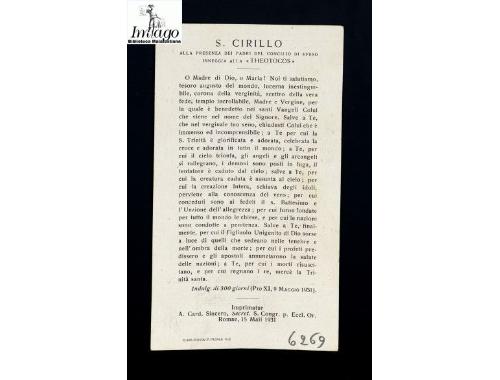 Imago
Biblioteca Monfortiana
S. CIRILLO
ALLA PRESENZA DEI PADRI DEL CONCILIO DI EFESO
INNEGGIA ALLA «THEOTOCOS»
O Madre di Dio, o Maria! Noi ti salutiamo,
tesoro augusto del mondo, lucerna inestingui-
bile, corona della verginità, scettro della vera
fede, tempio incrollabile, Madre e Vergine, per
la quale è benedetto nei santi Vangeli Colui
che viene nel nome del Signore. Salve a Te,
che nel verginale tuo seno, chiudesti Colui che è
immenso ed incomprensibile; a Te per cui la
S. Trinità è glorificata e adorata, celebrata la
croce e adorata in tutto il mondo; a Te, per
cui il cielo trionfa, gli angeli e gli arcangeli
si rallegrano, i demoni sono posti in fuga, il
tentatore è caduto dal cielo; salve a Te, per
cui la creatura caduta è assunta al cielo; per
cui la creazione intera, schiava degli idoli,
perviene alla conoscenza del vero; per cui
conceduti sono ai fedeli il s. Battesimo e
l'Unzione dell'allegrezza; per cui furon fondate
per tutto il mondo le chiese, e per cui le nazioni
sono condotte a penitenza. Salve a Te, final-
mente, per cui il Figliuolo Unigenito di Dio sorse
a luce di quelli che sedeano nelle tenebre e
nell'ombra della morte; per cui i profeti pre-
dissero e gli apostoli annunziarono la salute
delle nazioni; a Te, per cui i morti risusci-
tano, e per cui regnano i re, mercè la Tri-
nità santa.
Indulg. di 300 giorni (Pio XI, 9 Maggio 1931).
Imprimatur
A. Card. Sincero, Secret. S. Congr. p. Eccl. Or.
Romae, 15 Maii 1931
6269